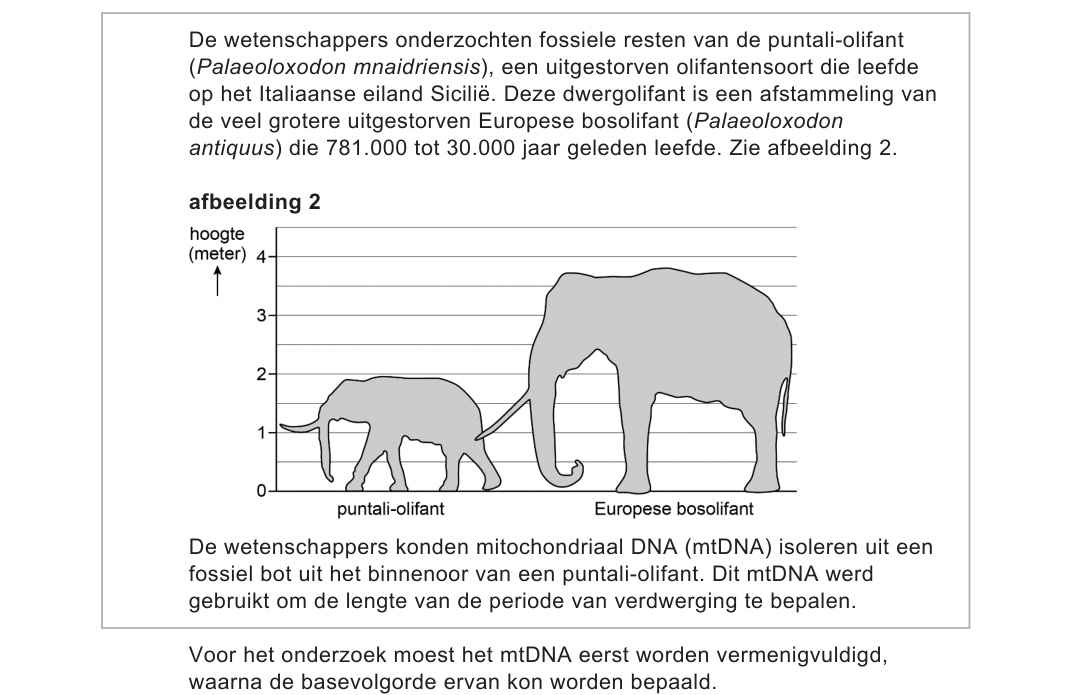 De wetenschappers onderzochten fossiele resten van de puntali-olifant
(Palaeoloxodon mnaidriensis), een uitgestorven olifantensoort die leefde
op het Italiaanse eiland Sicilië. Deze dwergolifant is een afstammeling van
de veel grotere uitgestorven Europese bosolifant (Palaeoloxodon
antiquus) die 781.000 tot 30.000 jaar geleden leefde. Zie afbeelding 2.
afbeelding 2
hoogte
(meter)
4
3
2
1
0
puntali-olifant
Europese bosolifant
De wetenschappers konden mitochondriaal DNA (mtDNA) isoleren uit een
fossiel bot uit het binnenoor van een puntali-olifant. Dit mtDNA werd
gebruikt om de lengte van de periode van verdwerging te bepalen.
Voor het onderzoek moest het mtDNA eerst worden vermenigvuldigd,
waarna de basevolgorde ervan kon worden bepaald.